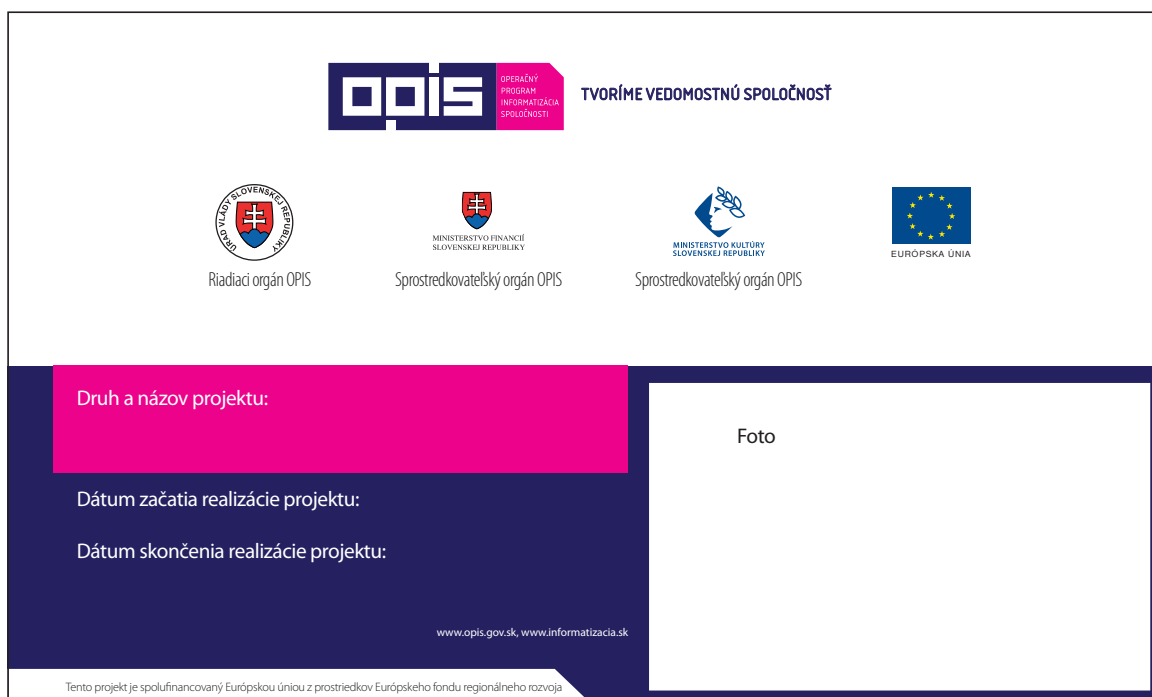 opis
OPERAČNÝ
PROGRAM
INFORMATIZÁCIA
SPOLOČNOSTI
TVORÍME VEDOMOSTNÚ SPOLOČNOSŤ
ÚRAD VLÁDY SLOVENSKEJ REPUBLIKY
Riadiaci orgán OPIS
MINISTERSTVO FINANCIÍ
SLOVENSKEJ REPUBLIKY
Sprostredkovateľský orgán OPIS
MINISTERSTVO KULTÚRY
SLOVENSKEJ REPUBLIKY
Sprostredkovateľský orgán OPIS
EURÓPSKA ÚNIA
Druh a názov projektu:
Dátum začatia realizácie projektu:
Dátum skončenia realizácie projektu:
www.opis.gov.sk, www.informatizacia.sk
Tento projekt je spolufinancovaný Európskou úniou z prostriedkov Európskeho fondu regionálneho rozvoja
Foto